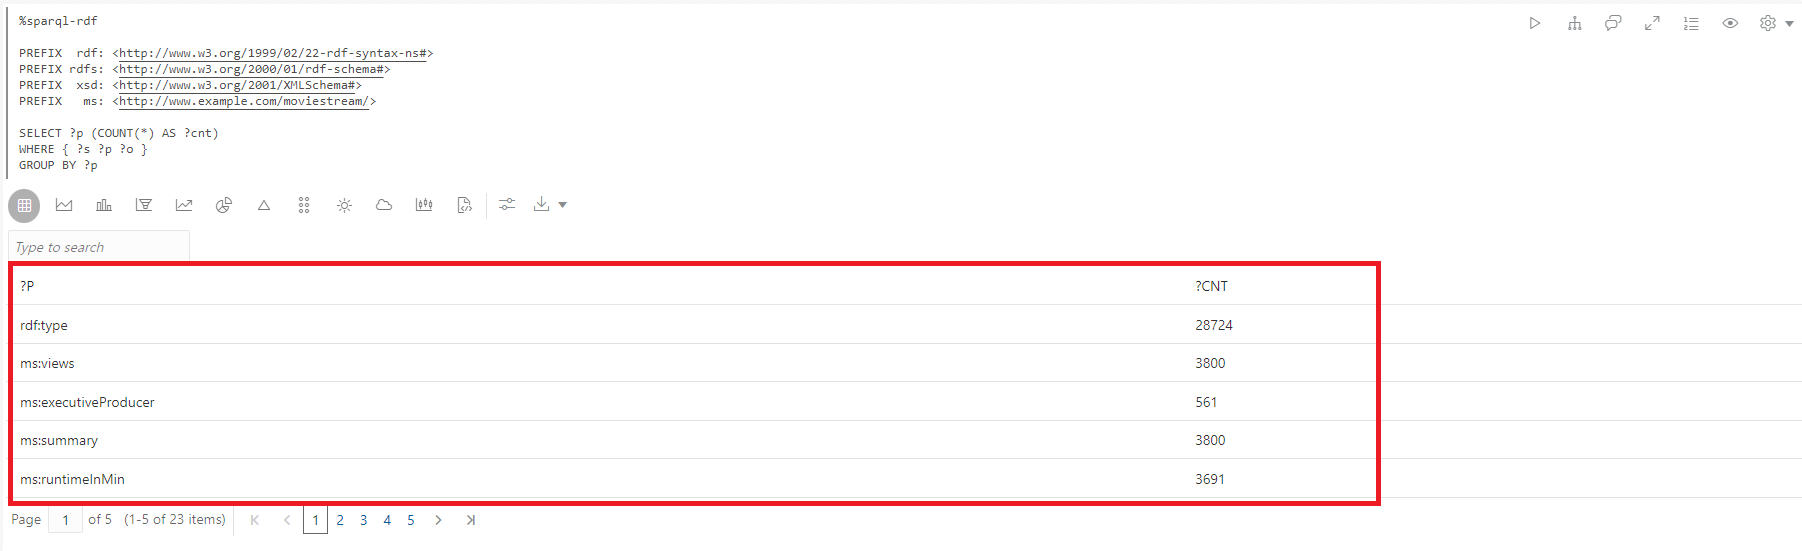 %sparql-rdf
PREFIX  rdf: <http://www.w3.org/1999/02/22-rdf-syntax-ns#>
PREFIX rdfs: <http://www.w3.org/2000/01/rdf-schema#>
PREFIX  xsd: <http://www.w3.org/2001/XMLSchema#>
PREFIX   ms: <http://www.example.com/moviestream/>
SELECT ?p (COUNT(*) AS ?cnt)
WHERE { ?s ?p ?o }
GROUP BY ?p
Type to search
?P ?CNT
rdf:type 28724
ms:views 3800
ms:executiveProducer 561
ms:summary 3800
ms:runtimeInMin 3691
Page 1 of 5 (1-5 of 23 items) 1 2 3 4 5